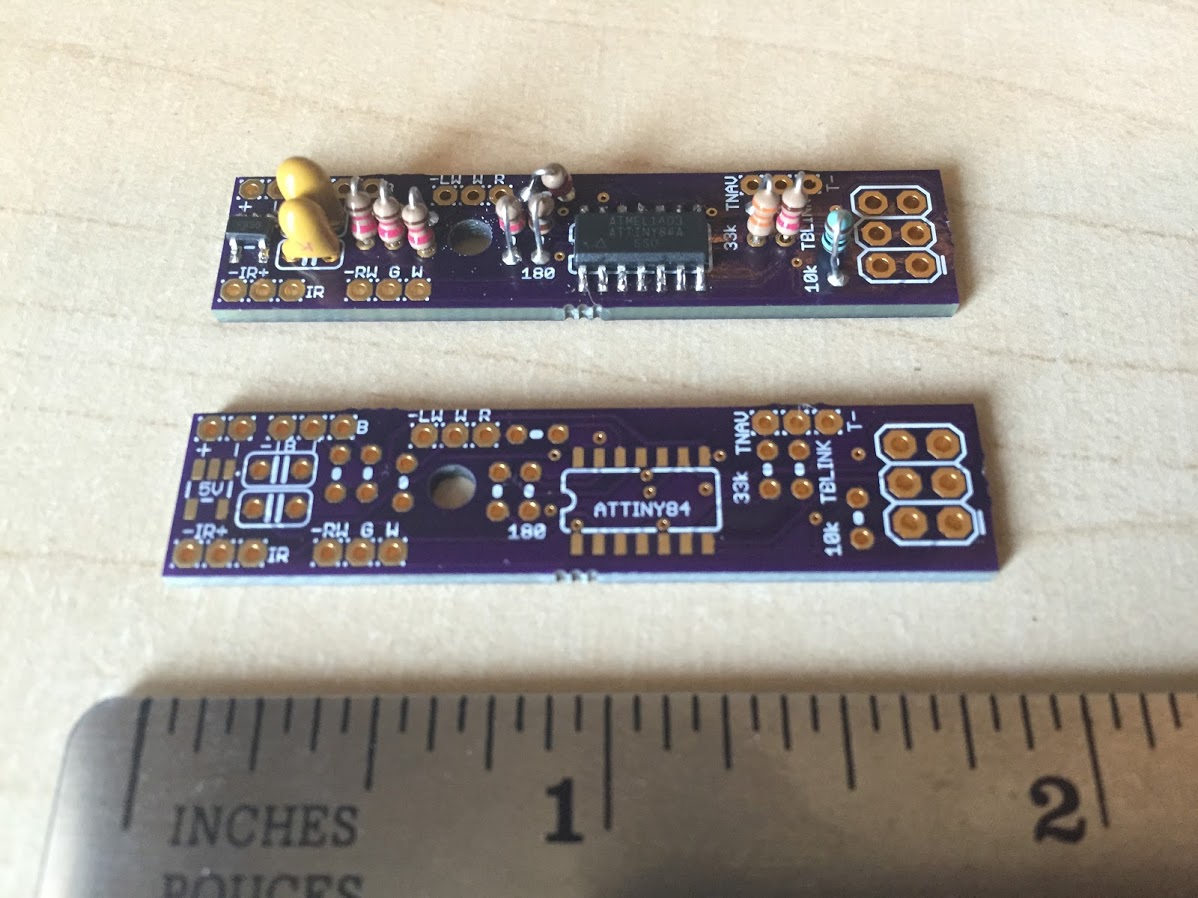 -LW W R
TNAV
T-
+
ATMEL1403
ATTINY84A
SSU
33k
TBLINK
-
-IR+
IR
-RW G W
180
10k
B
-LW W R
TNAV
T-
+ -
-B
5V
-
33k
TBLINK
ATTINY84
-IR+
IR
-RW G W
180
10k
1
2
INCHES
POUCES